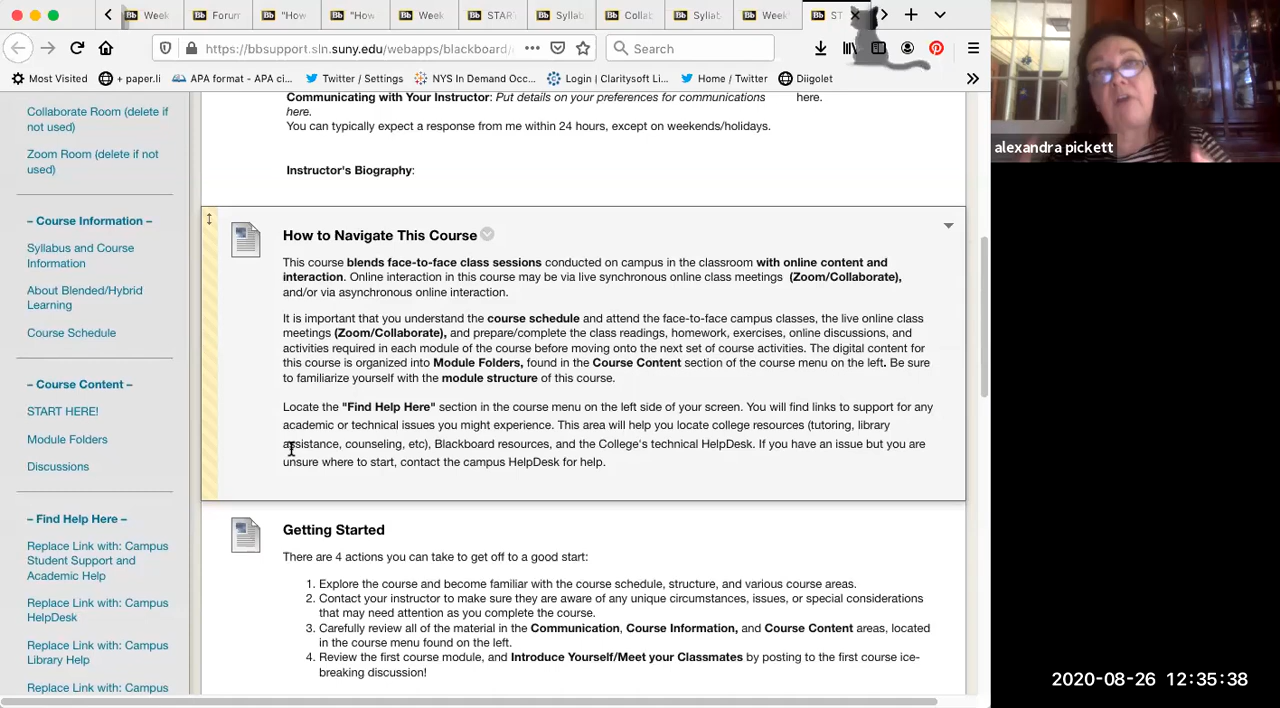 Week
Forum
"How
"How
Week
STAR
Syllab
Collab
Syllab
Week
ST
https://bbsupport.sln.suny.edu/webapps/blackboard/
Search
Most Visited
+ paper.li
APA format - APA ci...
Twitter / Settings
NYS In Demand Occ...
Login | Claritysoft Li...
Home / Twitter
Diigolet
Collaborate Room (delete if
not used)
Zoom Room (delete if not
used)
– Course Information –
Syllabus and Course
Information
About Blended/Hybrid
Learning
Course Schedule
– Course Content –
START HERE!
Module Folders
Discussions
– Find Help Here –
Replace Link with: Campus
Student Support and
Academic Help
Replace Link with: Campus
HelpDesk
Replace Link with: Campus
Library Help
Replace Link with: Campus
Communicating with Your Instructor: Put details on your preferences for communications
here.
here.
You can typically expect a response from me within 24 hours, except on weekends/holidays.
Instructor's Biography:
How to Navigate This Course
This course blends face-to-face class sessions conducted on campus in the classroom with online content and
interaction. Online interaction in this course may be via live synchronous online class meetings (Zoom/Collaborate),
and/or via asynchronous online interaction.
It is important that you understand the course schedule and attend the face-to-face campus classes, the live online class
meetings (Zoom/Collaborate), and prepare/complete the class readings, homework, exercises, online discussions, and
activities required in each module of the course before moving onto the next set of course activities. The digital content for
this course is organized into Module Folders, found in the Course Content section of the course menu on the left. Be sure
to familiarize yourself with the module structure of this course.
Locate the "Find Help Here" section in the course menu on the left side of your screen. You will find links to support for any
academic or technical issues you might experience. This area will help you locate college resources (tutoring, library
assistance, counseling, etc), Blackboard resources, and the College's technical HelpDesk. If you have an issue but you are
unsure where to start, contact the campus HelpDesk for help.
Getting Started
There are 4 actions you can take to get off to a good start:
1. Explore the course and become familiar with the course schedule, structure, and various course areas.
2. Contact your instructor to make sure they are aware of any unique circumstances, issues, or special considerations
that may need attention as you complete the course.
3. Carefully review all of the material in the Communication, Course Information, and Course Content areas, located
in the course menu found on the left.
4. Review the first course module, and Introduce Yourself/Meet your Classmates by posting to the first course ice-
breaking discussion!
alexandra pickett
2020-08-26 12:35:38